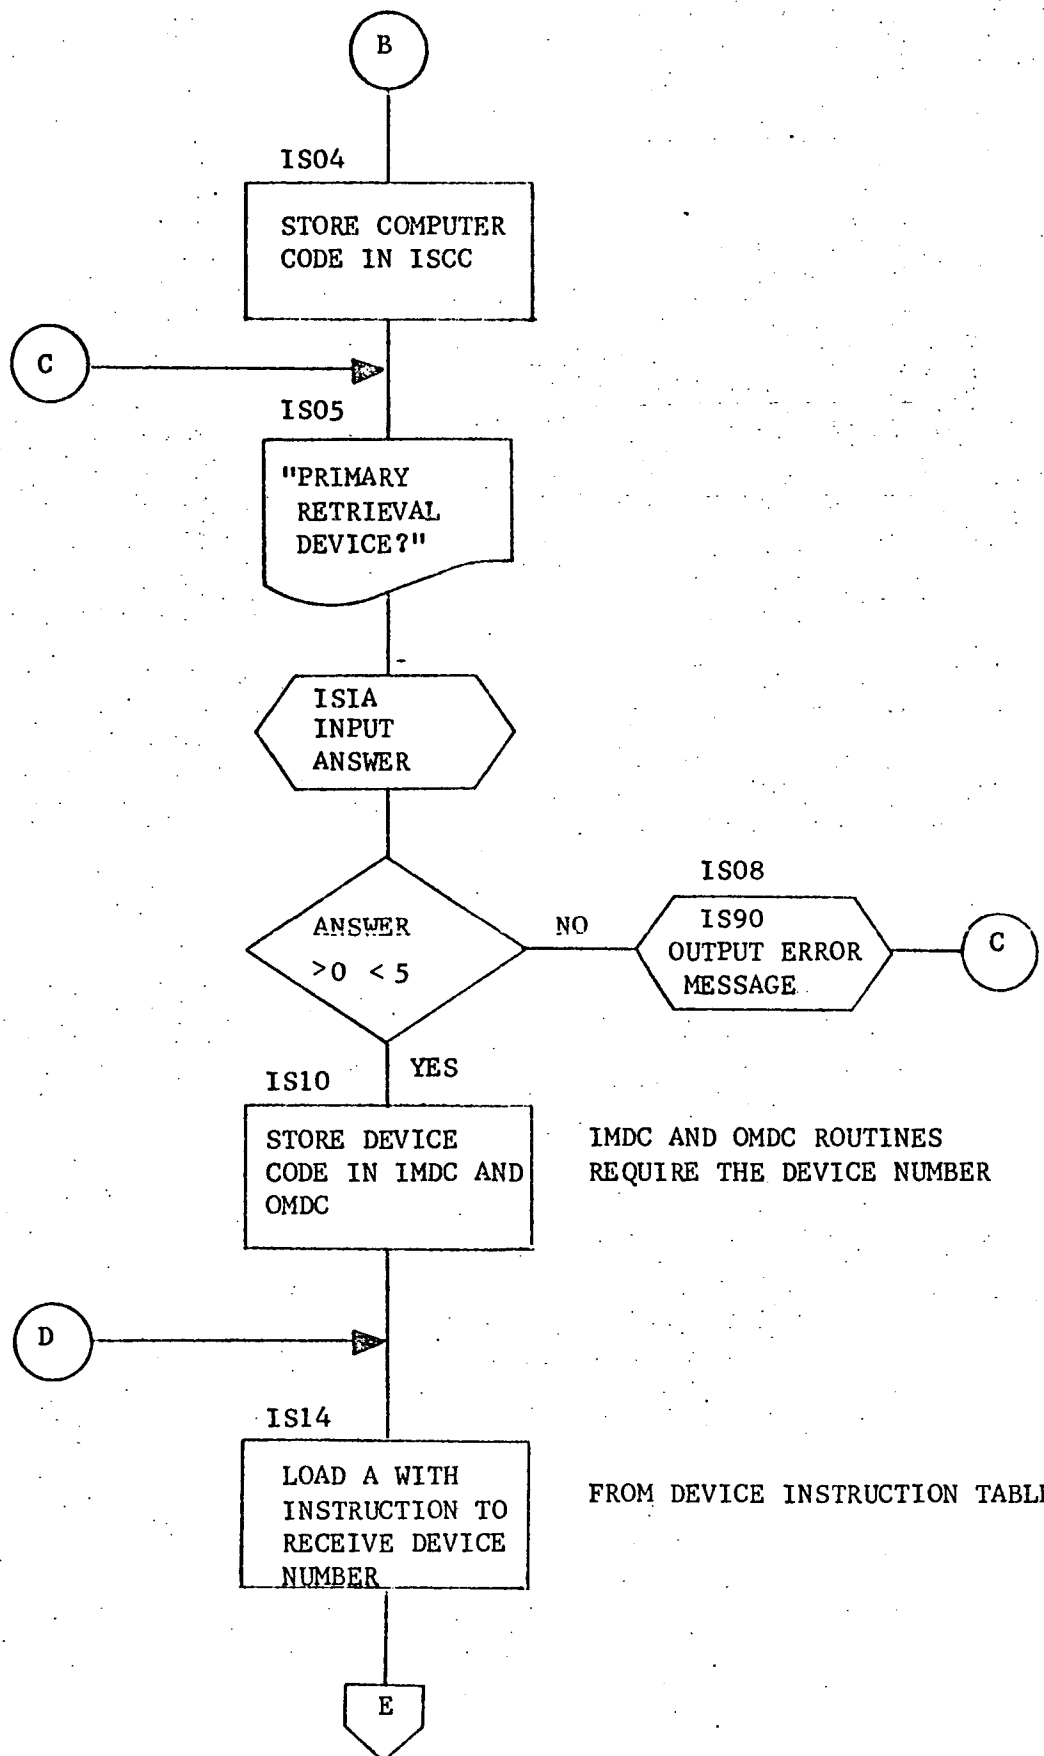 B
IS04
STORE COMPUTER
CODE IN ISCC
C
IS05
"PRIMARY
RETRIEVAL
DEVICE?"
ISIA
INPUT
ANSWER
ANSWER
>0 <5
NO
IS08
IS90
OUTPUT ERROR
MESSAGE
C
YES
IS10
STORE DEVICE
CODE IN IMDC AND
OMDC
IMDC AND OMDC ROUTINES
REQUIRE THE DEVICE NUMBER
D
IS14
LOAD A WITH
INSTRUCTION TO
RECEIVE DEVICE
NUMBER
FROM DEVICE INSTRUCTION TABL
E